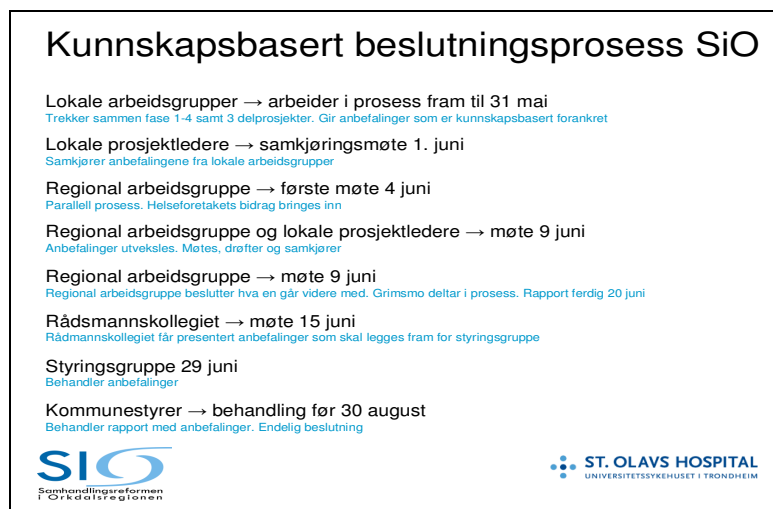 Kunnskapsbasert beslutningsprosess SiO
Lokale arbeidsgrupper → arbeider i prosess fram til 31 mai
Trekker sammen fase 1-4 samt 3 delprosjekter. Gir anbefalinger som er kunnskapsbasert forankret
Lokale prosjektledere → samkjøringsmøte 1. juni
Samkjører anbefalingene fra lokale arbeidsgrupper
Regional arbeidsgruppe → første møte 4 juni
Parallell prosess. Helseforetakets bidrag bringes inn
Regional arbeidsgruppe og lokale prosjektledere → møte 9 juni
Anbefalinger utveksles. Møtes, drøfter og samkjører
Regional arbeidsgruppe → møte 9 juni
Regional arbeidsgruppe beslutter hva en går videre med. Grimsmo deltar i prosess. Rapport ferdig 20 juni
Rådsmannskollegiet → møte 15 juni
Rådmannskollegiet får presentert anbefalinger som skal legges fram for styringsgruppe
Styringsgruppe 29 juni
Behandler anbefalinger
Kommunestyrer → behandling før 30 august
Behandler rapport med anbefalinger. Endelig beslutning
SIO
Samhandlingsreformen
i Orkdalsregionen
ST. OLAVS HOSPITAL
UNIVERSITETSSYKEHUSET I TRONDHEIM